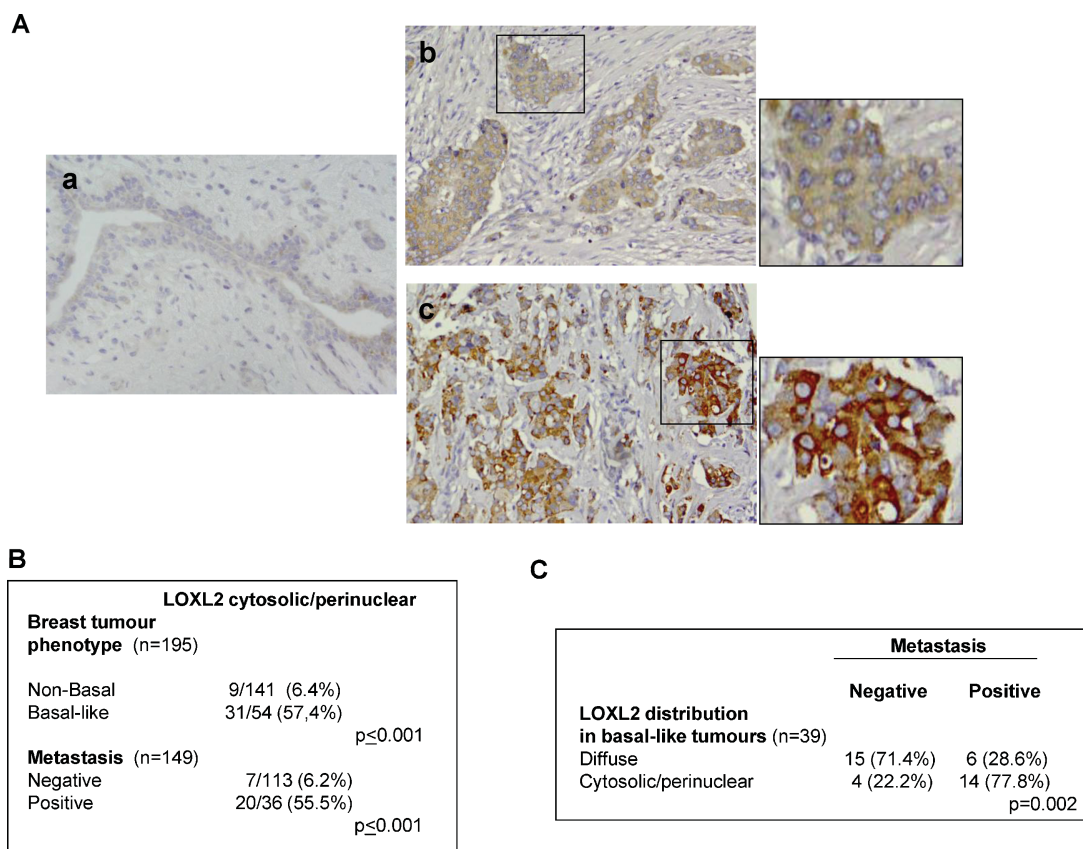 A
a
b
c
B
LOXL2 cytosolic/perinuclear
Breast tumour
phenotype (n=195)
Non-Basal 9/141 (6.4%)
Basal-like 31/54 (57,4%)
p≤0.001
Metastasis (n=149)
Negative 7/113 (6.2%)
Positive 20/36 (55.5%)
p≤0.001
C
Metastasis
Negative Positive
LOXL2 distribution
in basal-like tumours (n=39)
Diffuse 15 (71.4%) 6 (28.6%)
Cytosolic/perinuclear 4 (22.2%) 14 (77.8%)
p=0.002